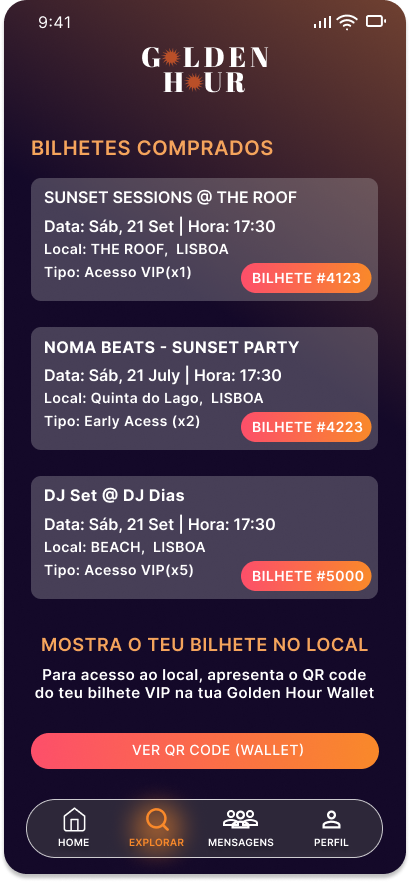 9:41
GOLDEN
HOUR
BILHETES COMPRADOS
SUNSET SESSIONS @ THE ROOF
Data: Sáb, 21 Set | Hora: 17:30
Local: THE ROOF, LISBOA
Tipo: Acesso VIP(x1)
BILHETE #4123
NOMA BEATS - SUNSET PARTY
Data: Sáb, 21 July | Hora: 17:30
Local: Quinta do Lago, LISBOA
Tipo: Early Acess (x2)
BILHETE #4223
DJ Set @ DJ Dias
Data: Sáb, 21 Set | Hora: 17:30
Local: BEACH, LISBOA
Tipo: Acesso VIP(x5)
BILHETE #5000
MOSTRA O TEU BILHETE NO LOCAL
Para acesso ao local, apresenta o QR code
do teu bilhete VIP na tua Golden Hour Wallet
VER QR CODE (WALLET)
HOME EXPLORAR MENSAGENS PERFIL